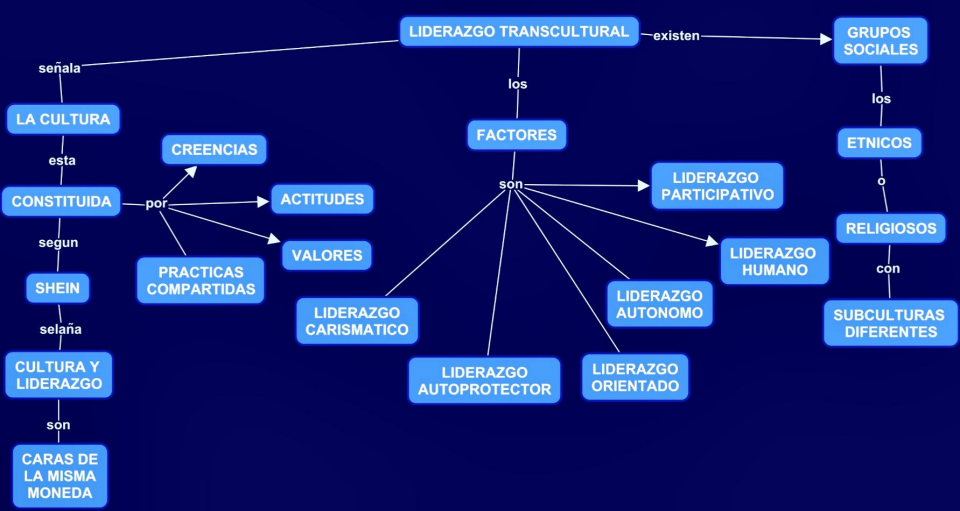 LIDERAZGO TRANSCULTURAL
existen
GRUPOS
SOCIALES
señala
los
los
LA CULTURA
FACTORES
ETNICOS
esta
CREENCIAS
son
o
CONSTITUIDA
por
ACTITUDES
LIDERAZGO
PARTICIPATIVO
RELIGIOSOS
segun
VALORES
LIDERAZGO
HUMANO
con
SHEIN
PRACTICAS
COMPARTIDAS
LIDERAZGO
CARISMATICO
LIDERAZGO
AUTONOMO
SUBCULTURAS
DIFERENTES
selaña
CULTURA Y
LIDERAZGO
LIDERAZGO
AUTOPROTECTOR
LIDERAZGO
ORIENTADO
son
CARAS DE
LA MISMA
MONEDA